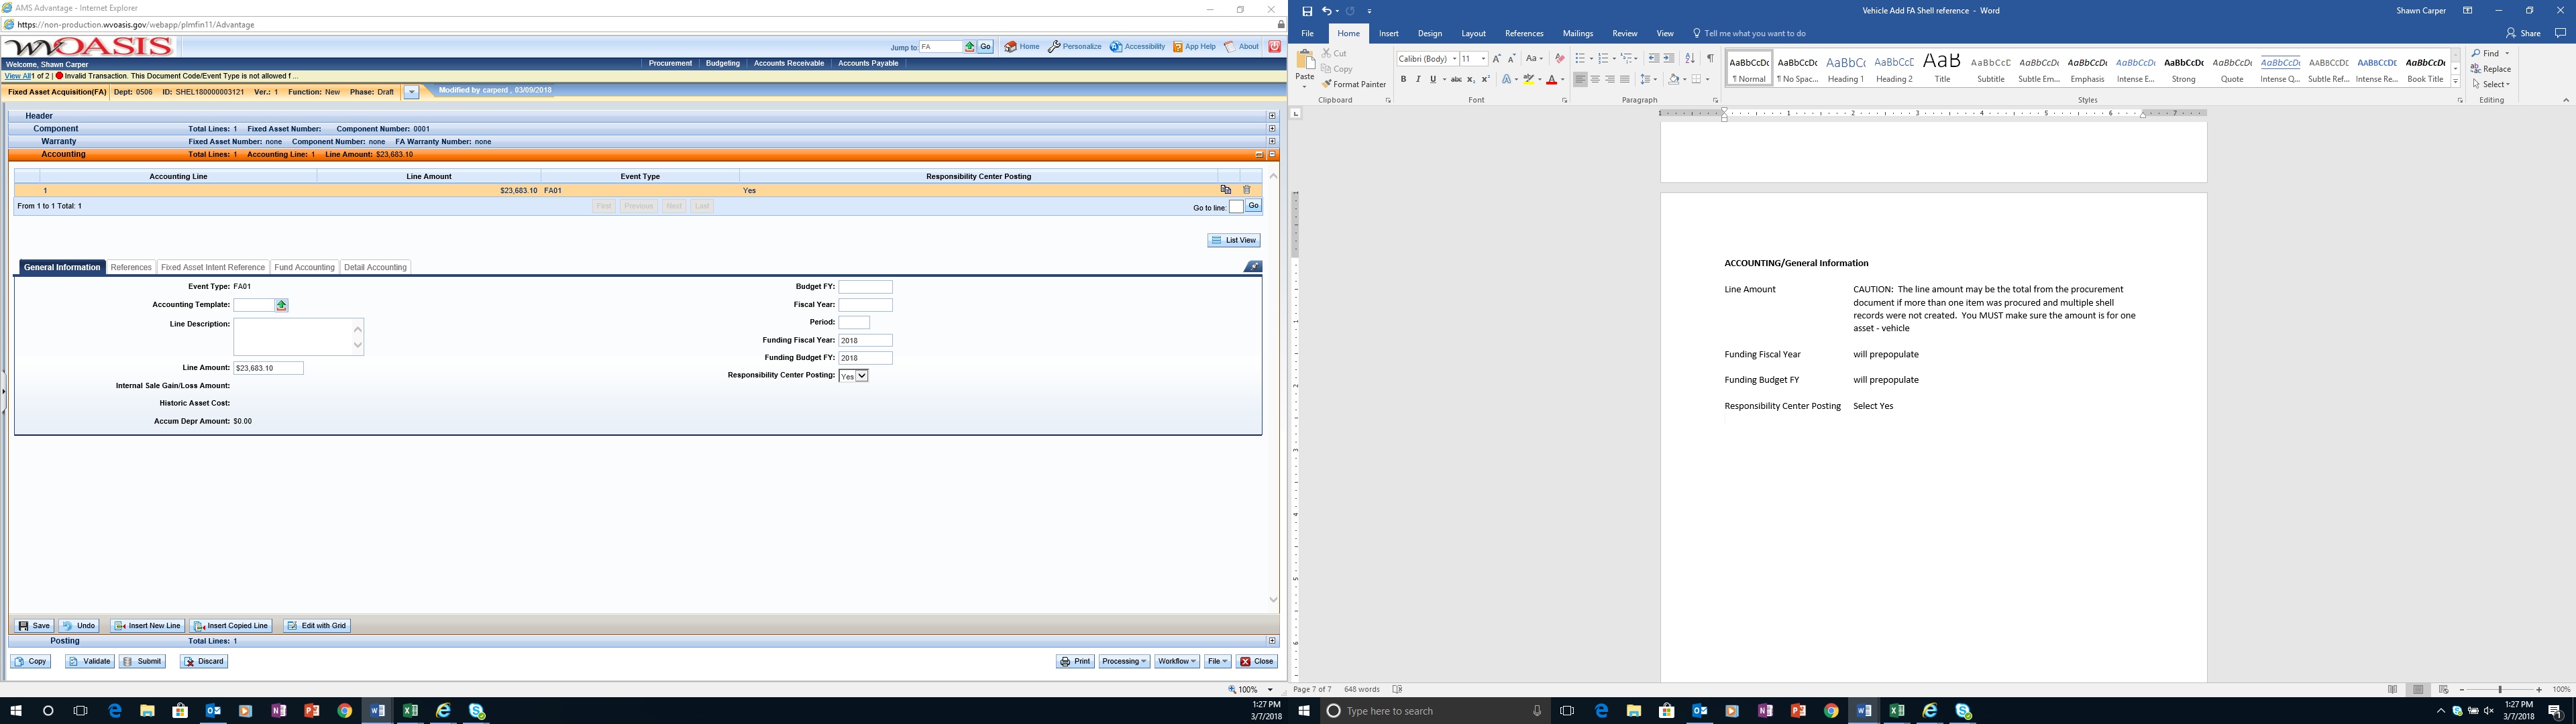 AMS Advantage - Internet Explorer
https://non-production.wvoasis.gov/webapp/plmfin11/Advantage
wvOASIS
Jump to: FA Go Home Personalize Accessibility App Help About
Welcome, Shawn Carper Procurement Budgeting Accounts Receivable Accounts Payable
View All 1 of 2 | Invalid Transaction. This Document Code/Event Type is not allowed f ...
Fixed Asset Acquisition(FA) Dept: 0506 ID: SHEL180000003121 Ver.: 1 Function: New Phase: Draft Modified by carperd , 03/09/2018
Header
Component Total Lines: 1 Fixed Asset Number: Component Number: 0001
Warranty Fixed Asset Number: none Component Number: none FA Warranty Number: none
Accounting Total Lines: 1 Accounting Line: 1 Line Amount: $23,683.10
Accounting Line Line Amount Event Type Responsibility Center Posting
1 $23,683.10 FA01 Yes
From 1 to 1 Total: 1 First Previous Next Last Go to line: Go
List View
General Information References Fixed Asset Intent Reference Fund Accounting Detail Accounting
Event Type: FA01 Budget FY:
Accounting Template: Fiscal Year:
Line Description: Period:
Funding Fiscal Year: 2018
Funding Budget FY: 2018
Line Amount: $23,683.10 Responsibility Center Posting: Yes
Internal Sale Gain/Loss Amount:
Historic Asset Cost:
Accum Depr Amount: $0.00
Save Undo Insert New Line Insert Copied Line Edit with Grid
Posting Total Lines: 1
Copy Validate Submit Discard Print Processing Workflow File Close
100%
1:27 PM
3/7/2018
Vehicle Add FA Shell reference - Word Shawn Carper
File Home Insert Design Layout References Mailings Review View Tell me what you want to do Share
Paste Cut Copy Format Painter
Calibri (Body) 11
AaBbCcDc AaBbCcDc AaBbCc AaBbCcD AaB AaBbCcD AaBbCcDc AaBbCcDc AaBbCcDc AaBbCcDc AaBbCcDc AaBbCcDc AABBCCDD AABBCCDD AaBbCcDc
¶ Normal ¶ No Spac... Heading 1 Heading 2 Title Subtitle Subtle Em... Emphasis Intense E... Strong Quote Intense Q... Subtle Ref... Intense Re... Book Title
Find Replace Select
Clipboard Font Paragraph Styles Editing
ACCOUNTING/General Information
Line Amount CAUTION: The line amount may be the total from the procurement
document if more than one item was procured and multiple shell
records were not created. You MUST make sure the amount is for one
asset - vehicle
Funding Fiscal Year will prepopulate
Funding Budget FY will prepopulate
Responsibility Center Posting Select Yes
Page 7 of 7 648 words 100%
Type here to search
1:27 PM
3/7/2018